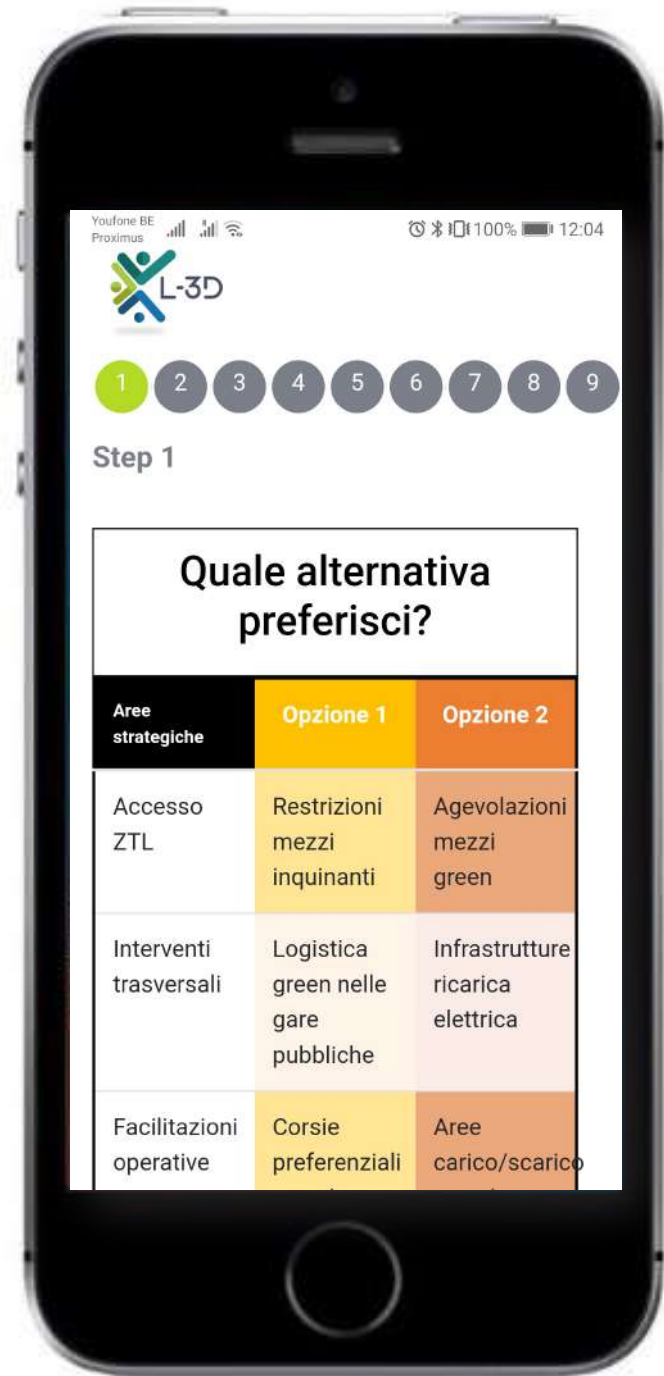 Youfone BE
Proximus
100% 12:04
L-3D
1 2 3 4 5 6 7 8 9
Step 1
Quale alternativa
preferisci?
Aree
strategiche
Opzione 1
Opzione 2
Accesso
ZTL
Restrizioni
mezzi
inquinanti
Agevolazioni
mezzi
green
Interventi
trasversali
Logistica
green nelle
gare
pubbliche
Infrastrutture
ricarica
elettrica
Facilitazioni
operative
Corsie
preferenziali
Aree
carico/scarico